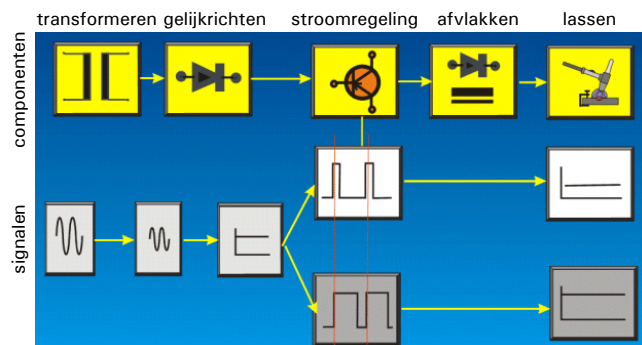 transformeren gelijkrichten stroomregeling afvlakken lassen
componenten
signalen